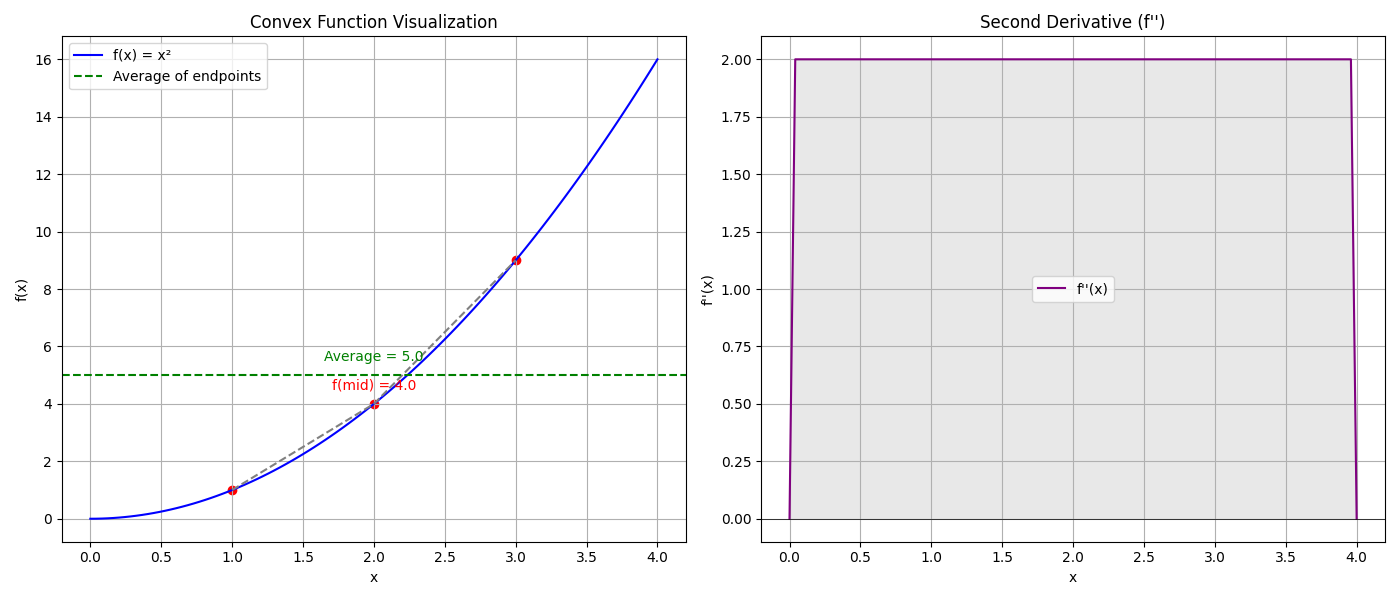 Convex Function Visualization
f(x) = x²
Average of endpoints
16
14
12
10
8
6
4
2
0
f(x)
Average = 5.0
f(mid) = 4.0
0.0 0.5 1.0 1.5 2.0 2.5 3.0 3.5 4.0
x
Second Derivative (f'')
2.00
1.75
1.50
1.25
1.00
0.75
0.50
0.25
0.00
f''(x)
f''(x)
0.0 0.5 1.0 1.5 2.0 2.5 3.0 3.5 4.0
x